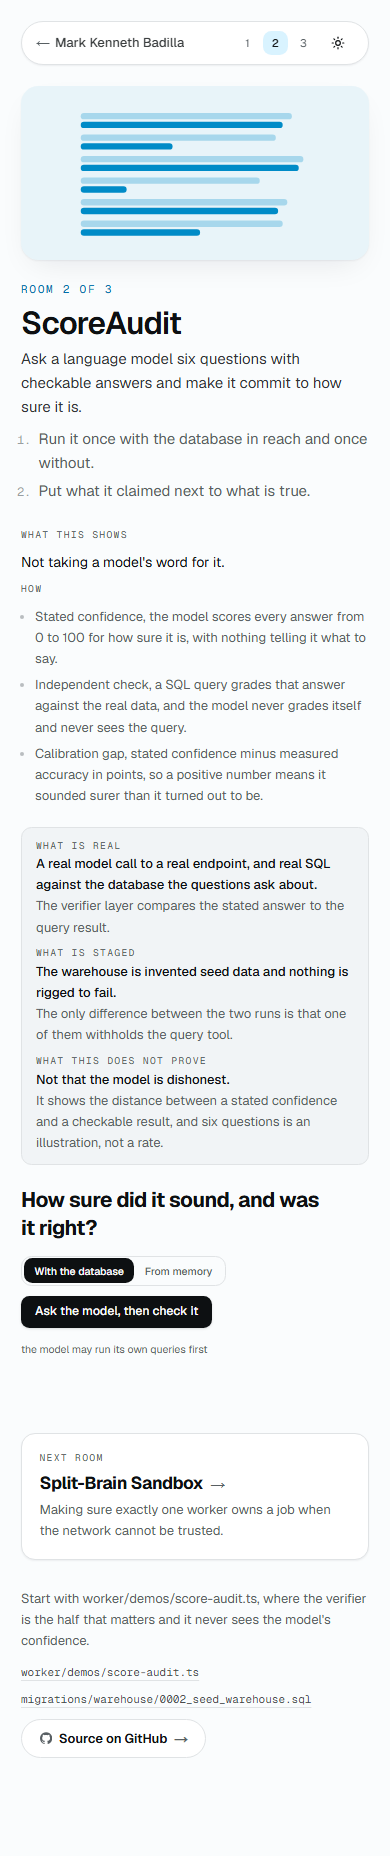 ← Mark Kenneth Badilla 1 2 3
ROOM 2 OF 3
ScoreAudit
Ask a language model six questions with
checkable answers and make it commit to how
sure it is.
1. Run it once with the database in reach and once
without.
2. Put what it claimed next to what is true.
WHAT THIS SHOWS
Not taking a model's word for it.
HOW
• Stated confidence, the model scores every answer from
0 to 100 for how sure it is, with nothing telling it what to
say.
• Independent check, a SQL query grades that answer
against the real data, and the model never grades itself
and never sees the query.
• Calibration gap, stated confidence minus measured
accuracy in points, so a positive number means it
sounded surer than it turned out to be.
WHAT IS REAL
A real model call to a real endpoint, and real SQL
against the database the questions ask about.
The verifier layer compares the stated answer to the
query result.
WHAT IS STAGED
The warehouse is invented seed data and nothing is
rigged to fail.
The only difference between the two runs is that one
of them withholds the query tool.
WHAT THIS DOES NOT PROVE
Not that the model is dishonest.
It shows the distance between a stated confidence
and a checkable result, and six questions is an
illustration, not a rate.
How sure did it sound, and was
it right?
With the database From memory
Ask the model, then check it
the model may run its own queries first
NEXT ROOM
Split-Brain Sandbox →
Making sure exactly one worker owns a job when
the network cannot be trusted.
Start with worker/demos/score-audit.ts, where the verifier
is the half that matters and it never sees the model's
confidence.
worker/demos/score-audit.ts
migrations/warehouse/0002_seed_warehouse.sql
Source on GitHub →